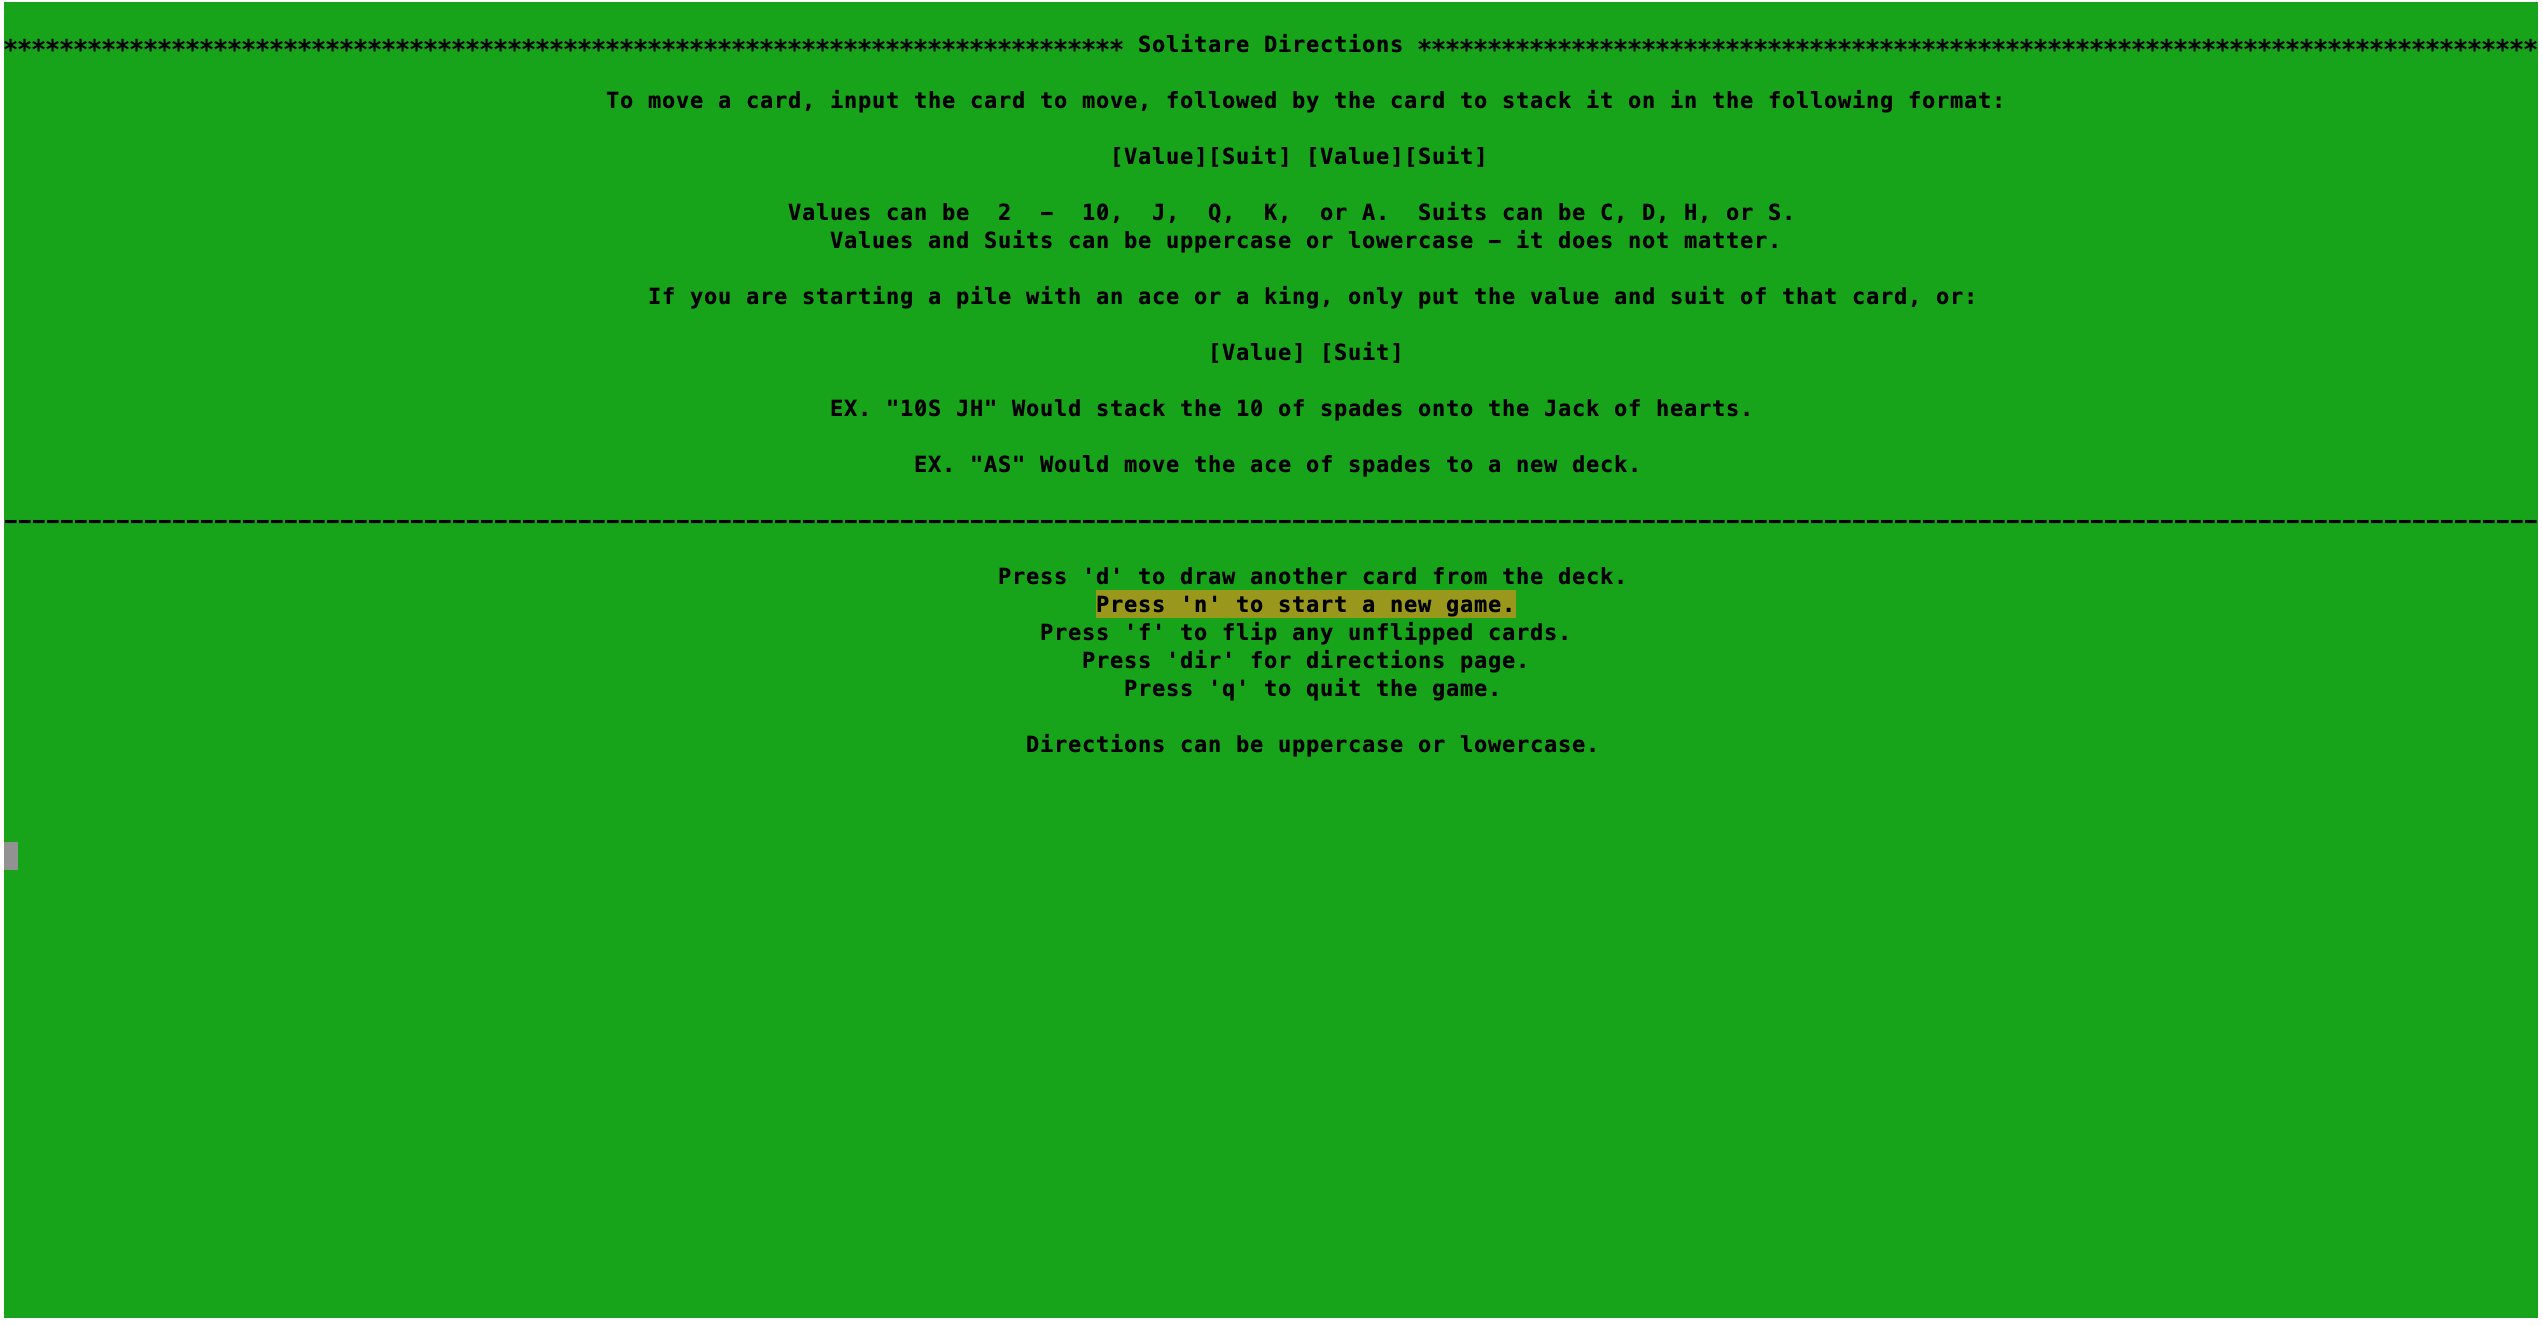 ******************************************************************************** Solitare Directions ********************************************************************************
To move a card, input the card to move, followed by the card to stack it on in the following format:
[Value][Suit] [Value][Suit]
Values can be  2  –  10,  J,  Q,  K,  or A.  Suits can be C, D, H, or S.
Values and Suits can be uppercase or lowercase – it does not matter.
If you are starting a pile with an ace or a king, only put the value and suit of that card, or:
[Value] [Suit]
EX. "10S JH" Would stack the 10 of spades onto the Jack of hearts.
EX. "AS" Would move the ace of spades to a new deck.
-------------------------------------------------------------------------------------------------------------------------------------------------------------------------------------
Press 'd' to draw another card from the deck.
Press 'n' to start a new game.
Press 'f' to flip any unflipped cards.
Press 'dir' for directions page.
Press 'q' to quit the game.
Directions can be uppercase or lowercase.